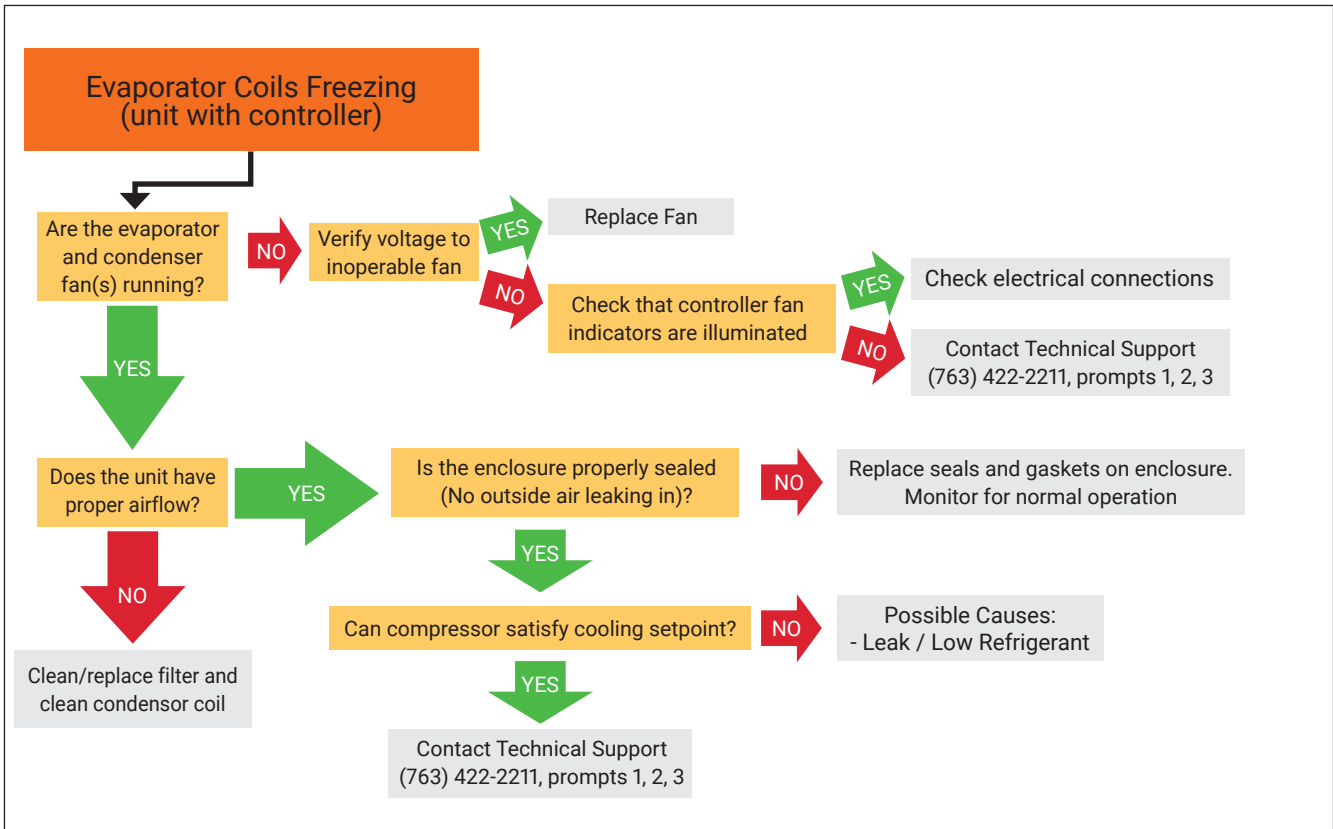 Evaporator Coils Freezing
(unit with controller)
Are the evaporator
and condenser
fan(s) running?
NO
Verify voltage to
inoperable fan
YES
Replace Fan
NO
Check that controller fan
indicators are illuminated
YES
Check electrical connections
NO
Contact Technical Support
(763) 422-2211, prompts 1, 2, 3
YES
Does the unit have
proper airflow?
YES
Is the enclosure properly sealed
(No outside air leaking in)?
NO
Replace seals and gaskets on enclosure.
Monitor for normal operation
YES
NO
Can compressor satisfy cooling setpoint?
NO
Possible Causes:
- Leak / Low Refrigerant
Clean/replace filter and
clean condensor coil
YES
Contact Technical Support
(763) 422-2211, prompts 1, 2, 3